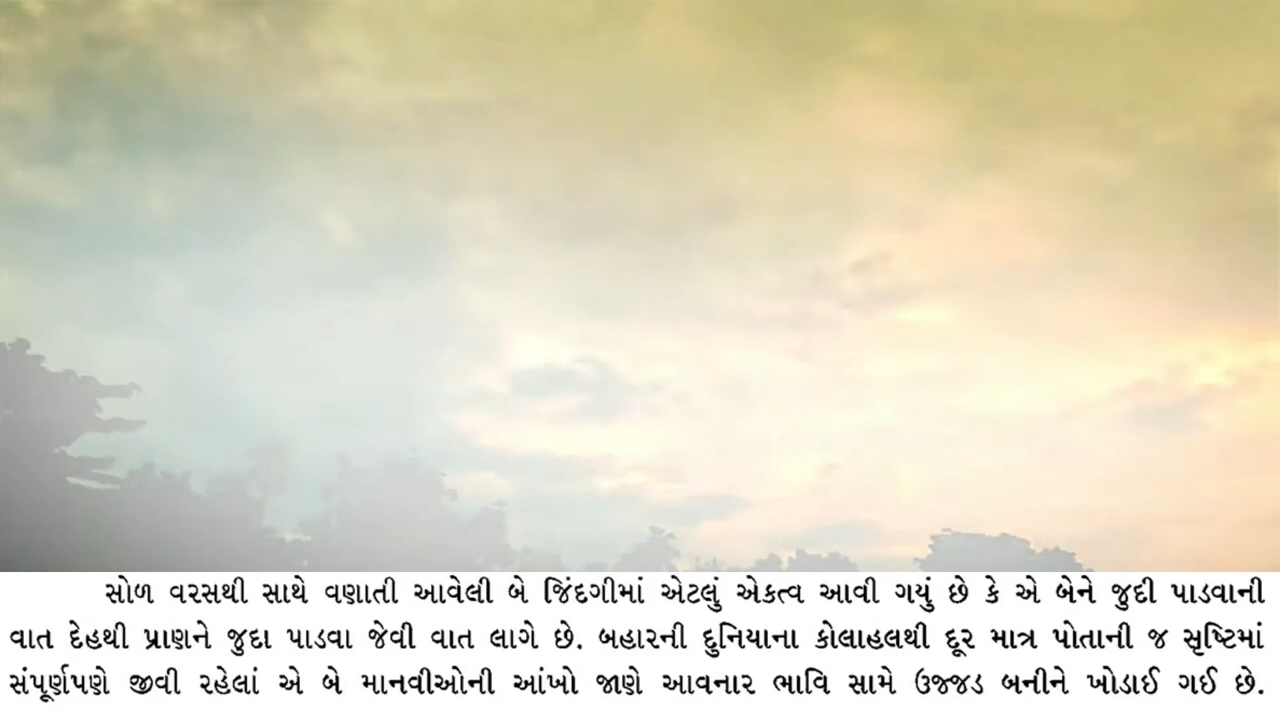 સોળ વરસથી સાથે વણાતી આવેલી બે જિંદગીમાં એટલું એકત્વ આવી ગયું છે કે એ બેને જુદી પાડવાની
વાત દેહથી પ્રાણને જુદા પાડવા જેવી વાત લાગે છે. બહારની દુનિયાના કોલાહલથી દૂર માત્ર પોતાની જ સૃષ્ટિમાં
સંપૂર્ણપણે જીવી રહેલાં એ બે માનવીઓની આંખો જાણે આવનાર ભાવિ સામે ઉજ્જડ બનીને ખોડાઈ ગઈ છે.